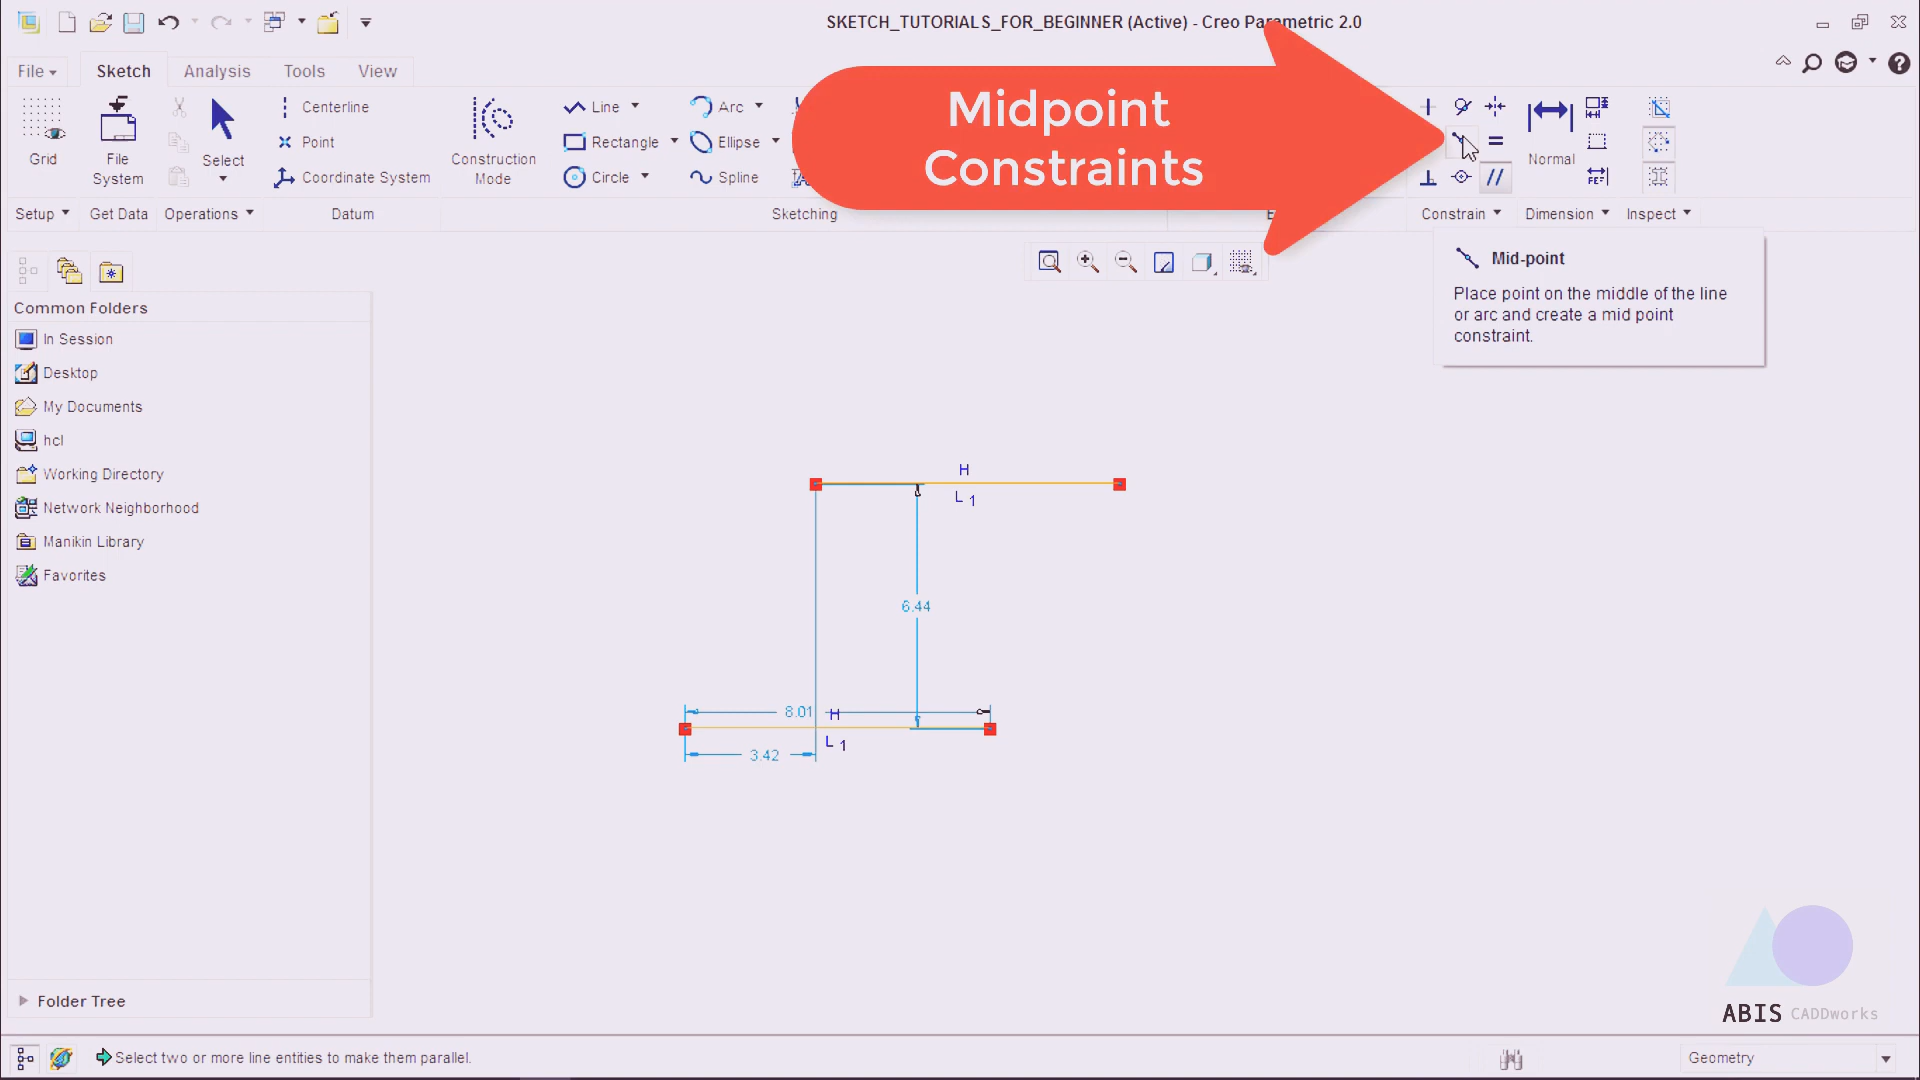 SKETCH_TUTORIALS_FOR_BEGINNER (Active) - Creo Parametric 2.0
File
Sketch
Analysis
Tools
View
Midpoint
Constraints
Grid
File
System
Select
Centerline
Point
Coordinate System
Construction
Mode
Line
Rectangle
Circle
Arc
Ellipse
Spline
Normal
Setup
Get Data
Operations
Datum
Sketching
Constrain
Dimension
Inspect
Mid-point
Place point on the middle of the line
or arc and create a mid point
constraint.
Common Folders
In Session
Desktop
My Documents
hcl
Working Directory
Network Neighborhood
Manikin Library
Favorites
H
L 1
6.44
8.01
H
L 1
3.42
Folder Tree
ABIS CADDworks
Select two or more line entities to make them parallel.
Geometry